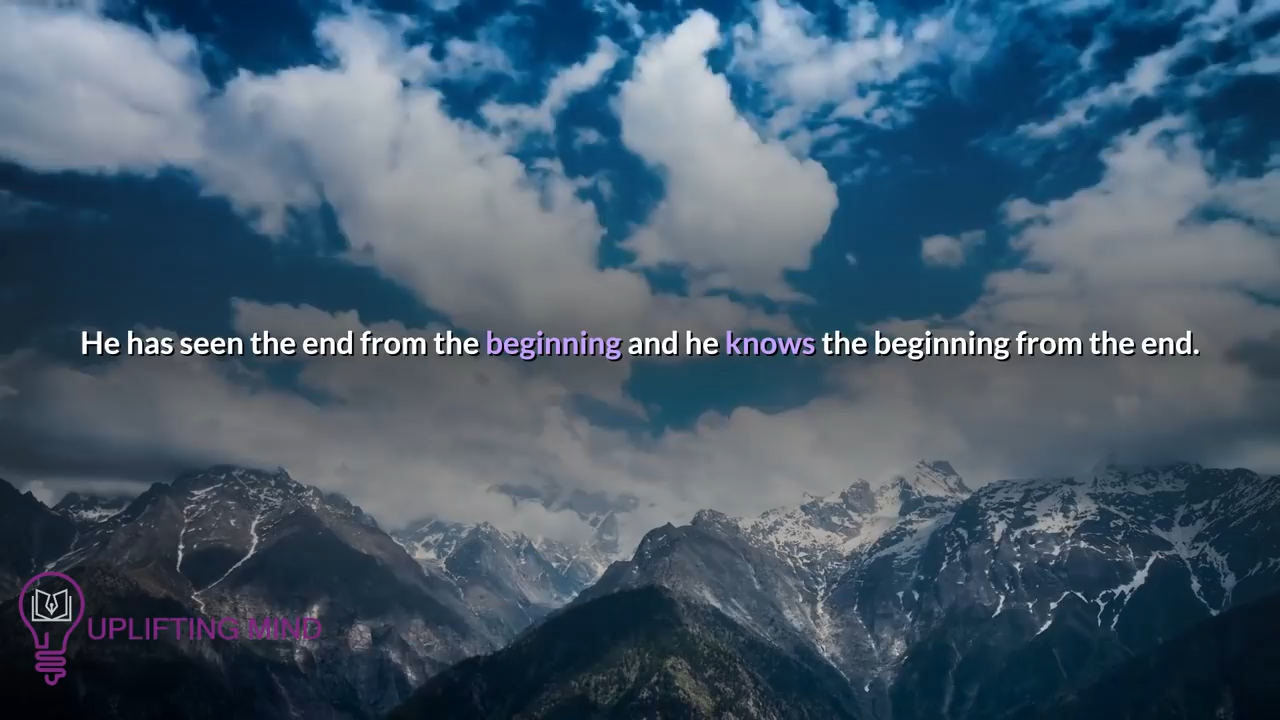 He has seen the end from the beginning and he knows the beginning from the end.
UPLIFTING MIND